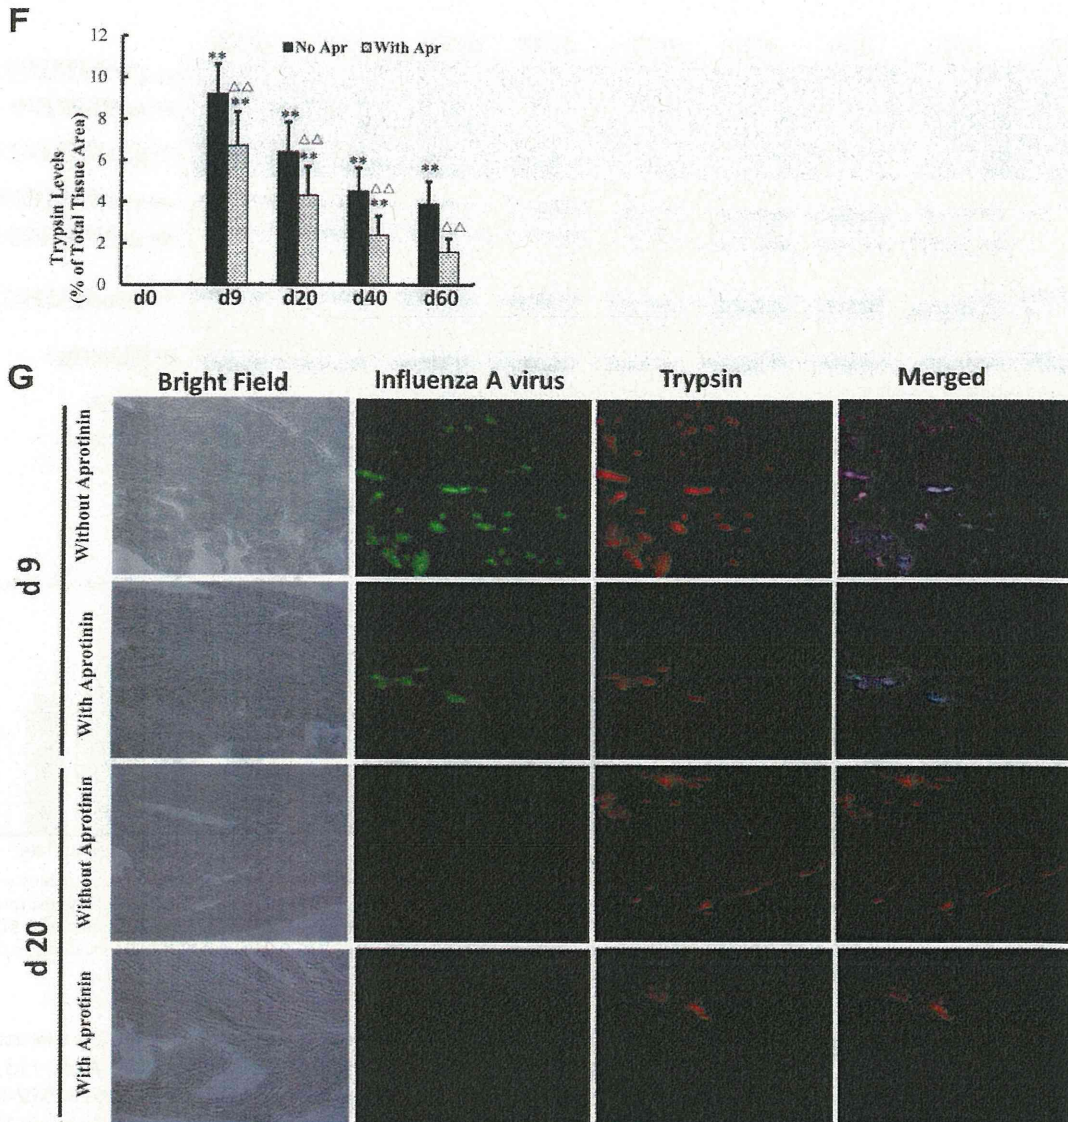 F
12
10
8
6
4
2
0
Trypsin Levels
(% of Total Tissue Area)
■ No Apr ▩ With Apr
**
△△
**
**
△△
**
**
△△
**
**
△△
d0 d9 d20 d40 d60
G
Bright Field Influenza A virus Trypsin Merged
d 9
Without Aprotinin
With Aprotinin
d 20
Without Aprotinin
With Aprotinin